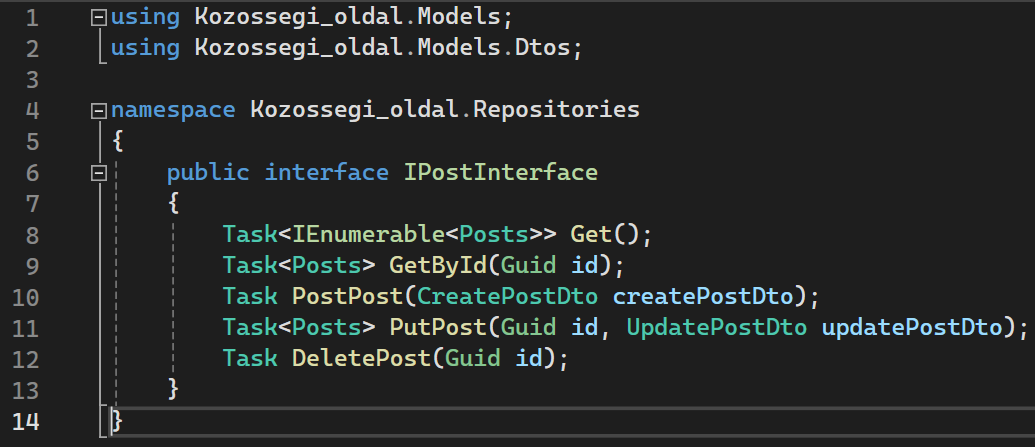 1 using Kozossegi_oldal.Models;
2 using Kozossegi_oldal.Models.Dtos;
3
4 namespace Kozossegi_oldal.Repositories
5 {
6     public interface IPostInterface
7     {
8         Task<IEnumerable<Posts>> Get();
9         Task<Posts> GetById(Guid id);
10         Task PostPost(CreatePostDto createPostDto);
11         Task<Posts> PutPost(Guid id, UpdatePostDto updatePostDto);
12         Task DeletePost(Guid id);
13     }
14 }